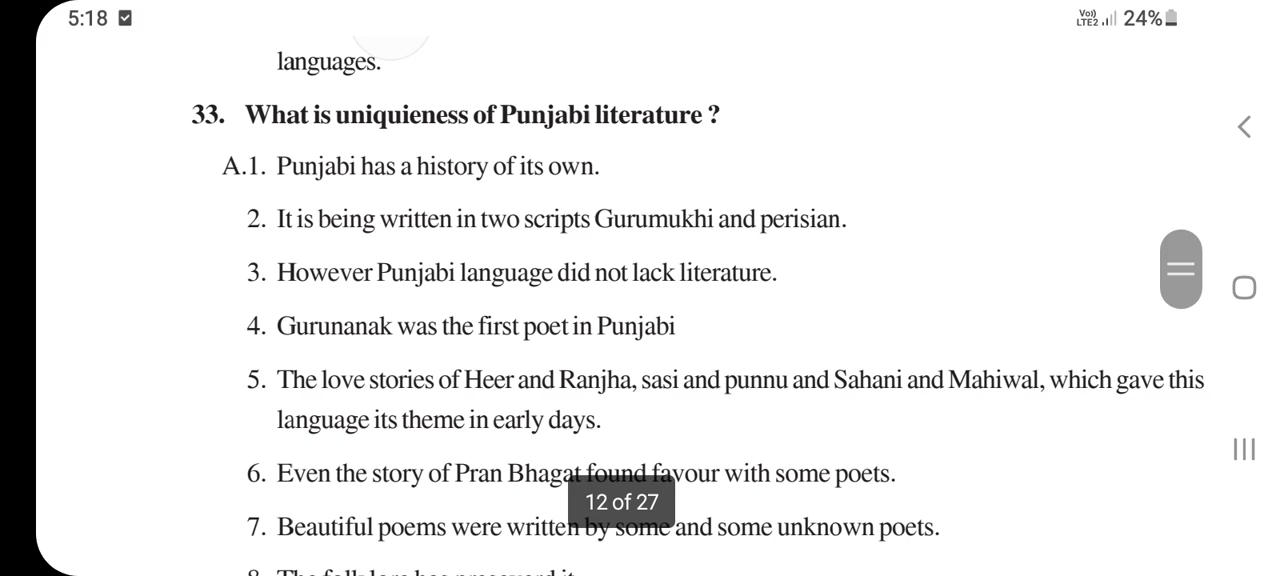 5:18
Vo)) LTE2 24%
languages.
33. What is uniquieness of Punjabi literature ?
A.1. Punjabi has a history of its own.
2. It is being written in two scripts Gurumukhi and perisian.
3. However Punjabi language did not lack literature.
4. Gurunanak was the first poet in Punjabi
5. The love stories of Heer and Ranjha, sasi and punnu and Sahani and Mahiwal, which gave this
language its theme in early days.
6. Even the story of Pran Bhagat found favour with some poets.
12 of 27
7. Beautiful poems were written by some and some unknown poets.